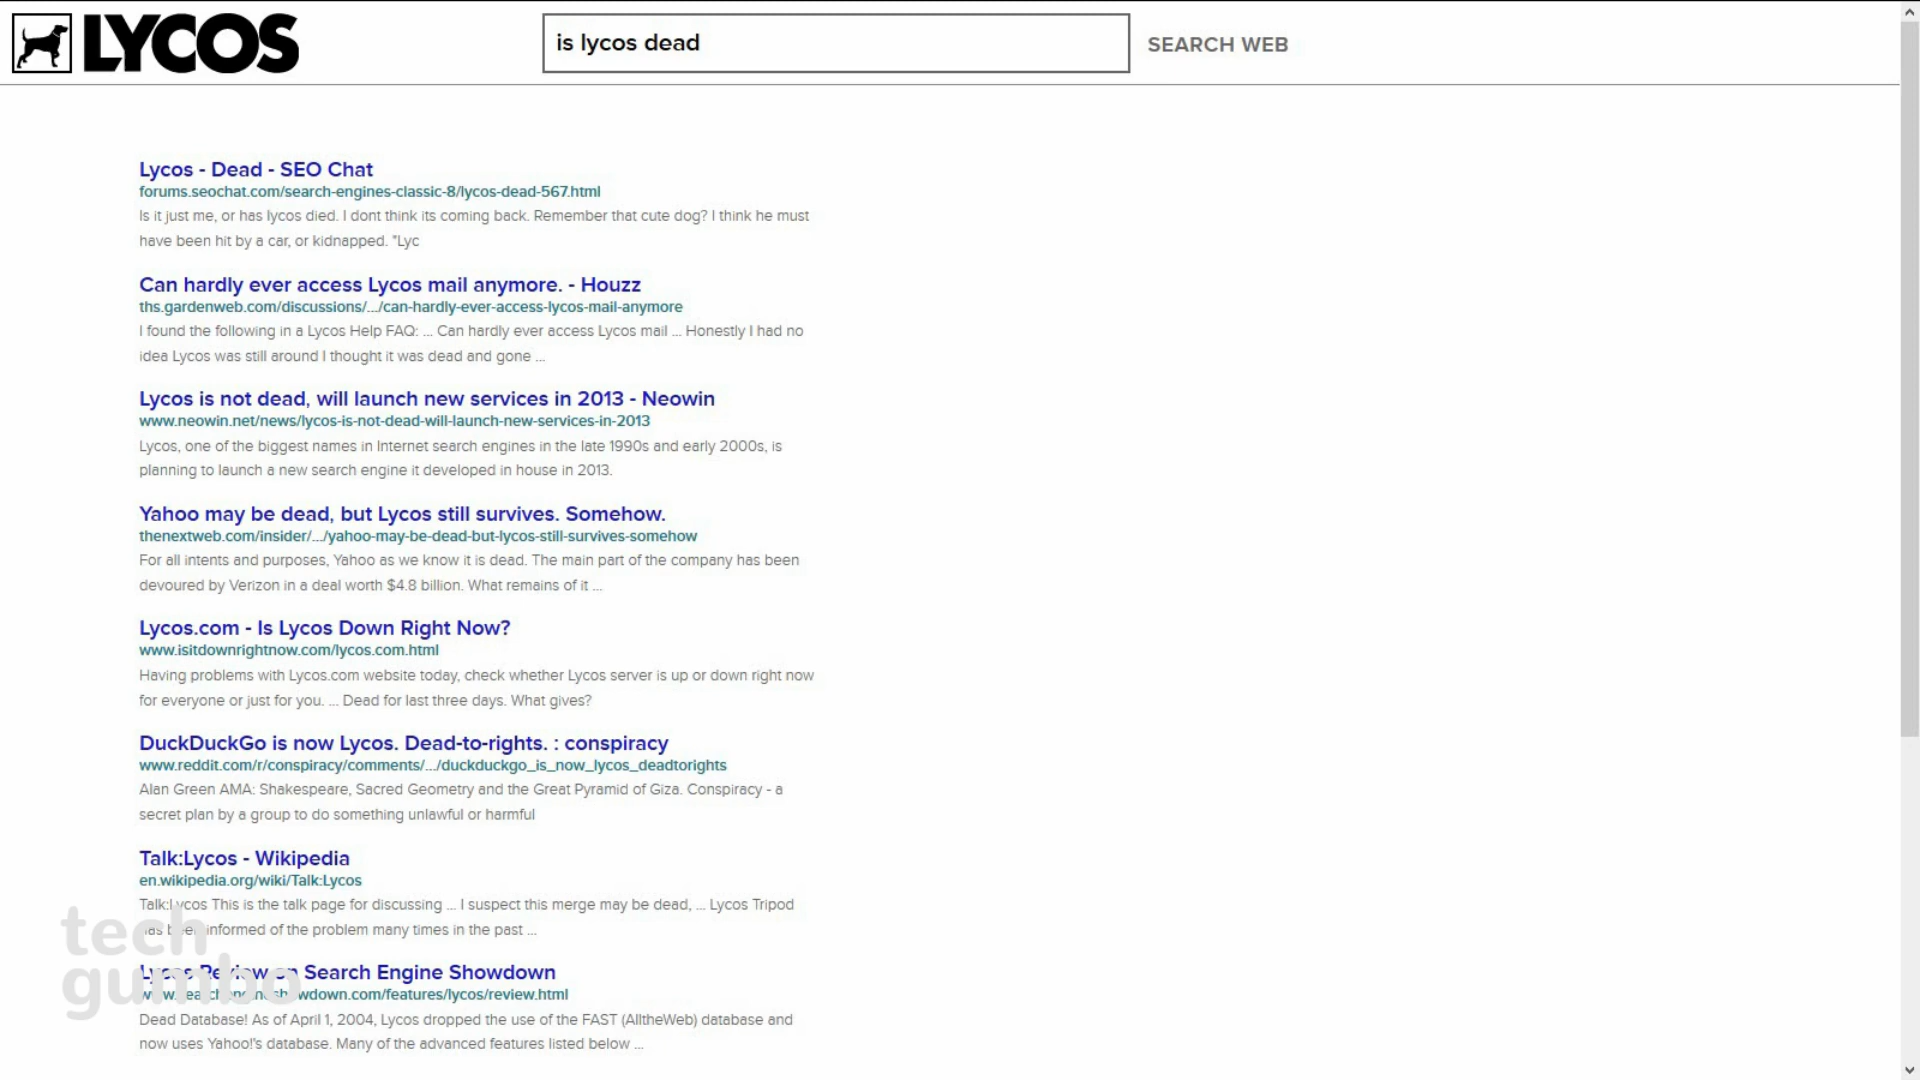 LYCOS
is lycos dead
SEARCH WEB
Lycos - Dead - SEO Chat
forums.seochat.com/search-engines-classic-8/lycos-dead-567.html
Is it just me, or has lycos died. I dont think its coming back. Remember that cute dog? I think he must
have been hit by a car, or kidnapped. "Lyc
Can hardly ever access Lycos mail anymore. - Houzz
ths.gardenweb.com/discussions/.../can-hardly-ever-access-lycos-mail-anymore
I found the following in a Lycos Help FAQ: ... Can hardly ever access Lycos mail ... Honestly I had no
idea Lycos was still around I thought it was dead and gone ...
Lycos is not dead, will launch new services in 2013 - Neowin
www.neowin.net/news/lycos-is-not-dead-will-launch-new-services-in-2013
Lycos, one of the biggest names in Internet search engines in the late 1990s and early 2000s, is
planning to launch a new search engine it developed in house in 2013.
Yahoo may be dead, but Lycos still survives. Somehow.
thenextweb.com/insider/.../yahoo-may-be-dead-but-lycos-still-survives-somehow
For all intents and purposes, Yahoo as we know it is dead. The main part of the company has been
devoured by Verizon in a deal worth $4.8 billion. What remains of it ...
Lycos.com - Is Lycos Down Right Now?
www.isitdownrightnow.com/lycos.com.html
Having problems with Lycos.com website today, check whether Lycos server is up or down right now
for everyone or just for you. ... Dead for last three days. What gives?
DuckDuckGo is now Lycos. Dead-to-rights. : conspiracy
www.reddit.com/r/conspiracy/comments/.../duckduckgo_is_now_lycos_deadtorights
Alan Green AMA: Shakespeare, Sacred Geometry and the Great Pyramid of Giza. Conspiracy - a
secret plan by a group to do something unlawful or harmful
Talk:Lycos - Wikipedia
en.wikipedia.org/wiki/Talk:Lycos
Talk:Lycos This is the talk page for discussing ... I suspect this merge may be dead, ... Lycos Tripod
has been informed of the problem many times in the past ...
Lycos Review on Search Engine Showdown
www.searchengineshowdown.com/features/lycos/review.html
Dead Database! As of April 1, 2004, Lycos dropped the use of the FAST (AlltheWeb) database and
now uses Yahoo!'s database. Many of the advanced features listed below ...
tech
gumbo